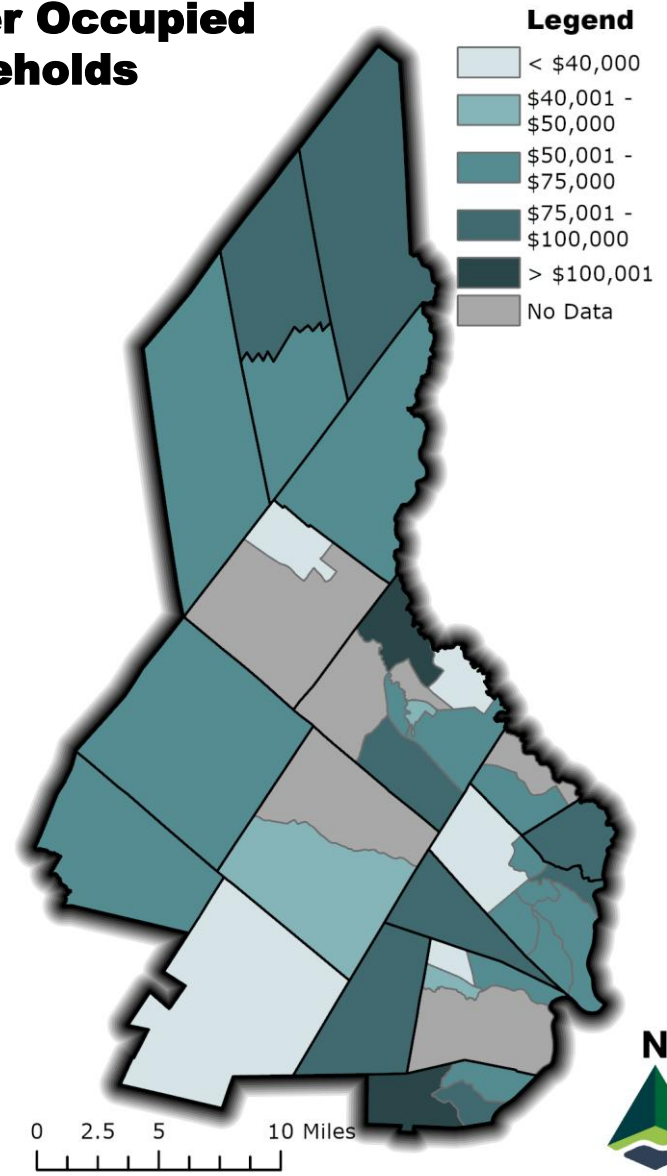 er Occupied
eholds
Legend
< $40,000
$40,001 -
$50,000
$50,001 -
$75,000
$75,001 -
$100,000
> $100,001
No Data
N
0 2.5 5 10 Miles